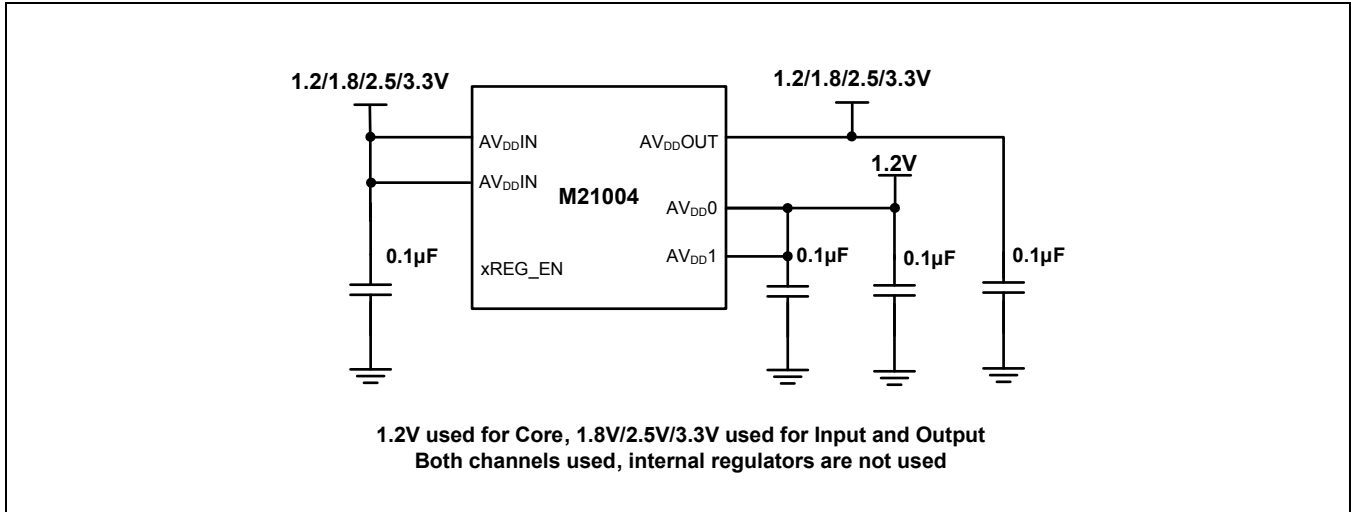 1.2/1.8/2.5/3.3V
1.2/1.8/2.5/3.3V
AVDDIN
AVDDOUT
1.2V
AVDDIN
M21004
AVDD0
0.1µF
xREG_EN
AVDD1
0.1µF
0.1µF
0.1µF
1.2V used for Core, 1.8V/2.5V/3.3V used for Input and Output
Both channels used, internal regulators are not used